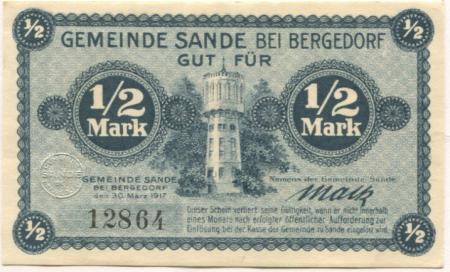 1/2
1/2
GEMEINDE SANDE BEI BERGEDORF
GUT FÜR
1/2
Mark
1/2
Mark
GEMEINDE SANDE
BEI BERGEDORF
den 30. März 1917
12864
Namens der Gemeinde Sande
Dieser Schein verliert seine Gültigkeit, wenn er nicht innerhalb
eines Monats nach erfolgter öffentlicher Aufforderung zur
Einlösung bei der Kasse der Gemeinde zu Sande eingelöst wird.
1/2
1/2